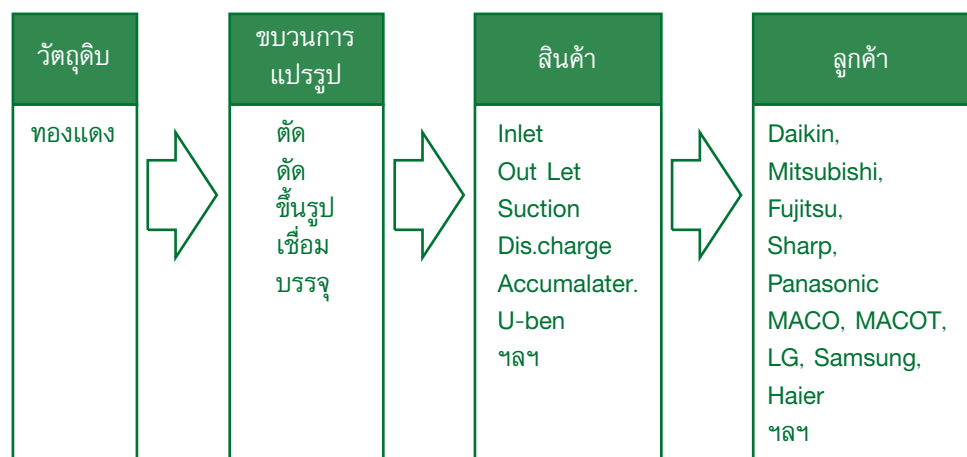 วัตถุดิบ
ทองแดง
ขบวนการ
แปรรูป
ตัด
ดัด
ขึ้นรูป
เชื่อม
บรรจุ
สินค้า
Inlet
Out Let
Suction
Dis.charge
Accumalater.
U-ben
ฯลฯ
ลูกค้า
Daikin,
Mitsubishi,
Fujitsu,
Sharp,
Panasonic
MACO, MACOT,
LG, Samsung,
Haier
ฯลฯ